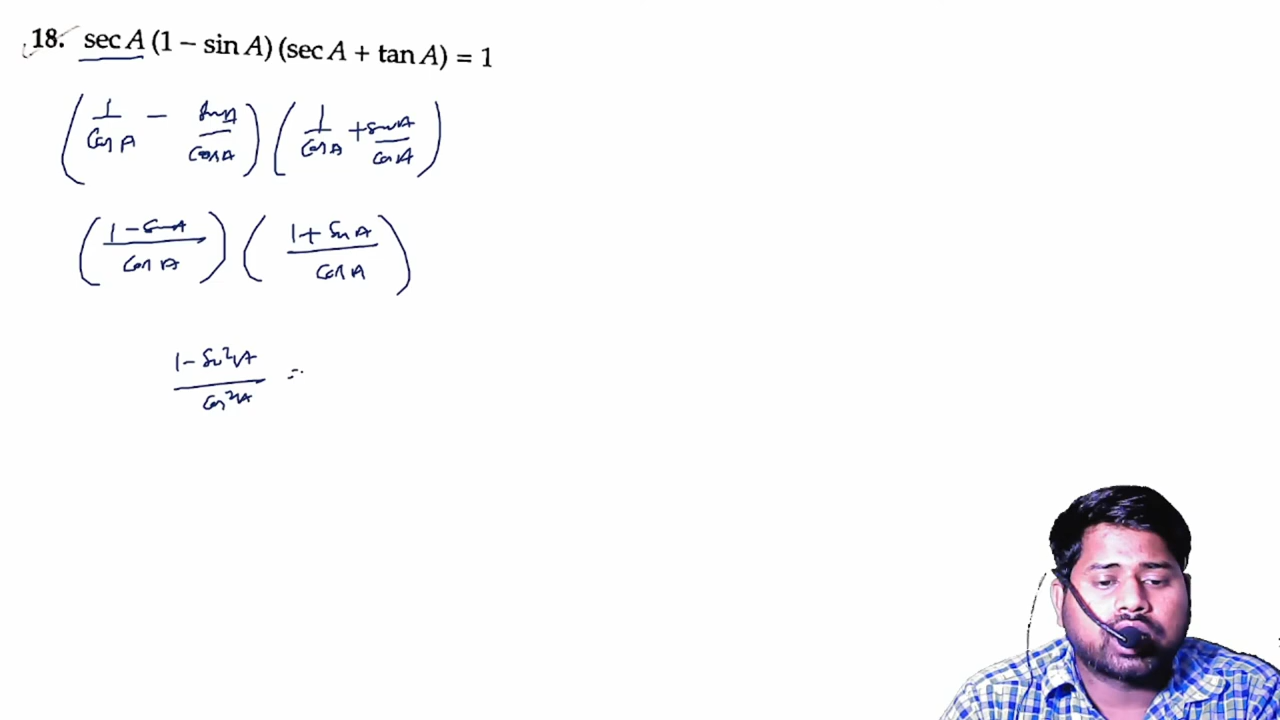 18. sec A (1 − sin A) (sec A + tan A) = 1
(1/cos A − sin A/cos A) (1/cos A + sin A/cos A)
(1 − sin A/cos A) (1 + sin A/cos A)
1 − sin²A/cos²A =